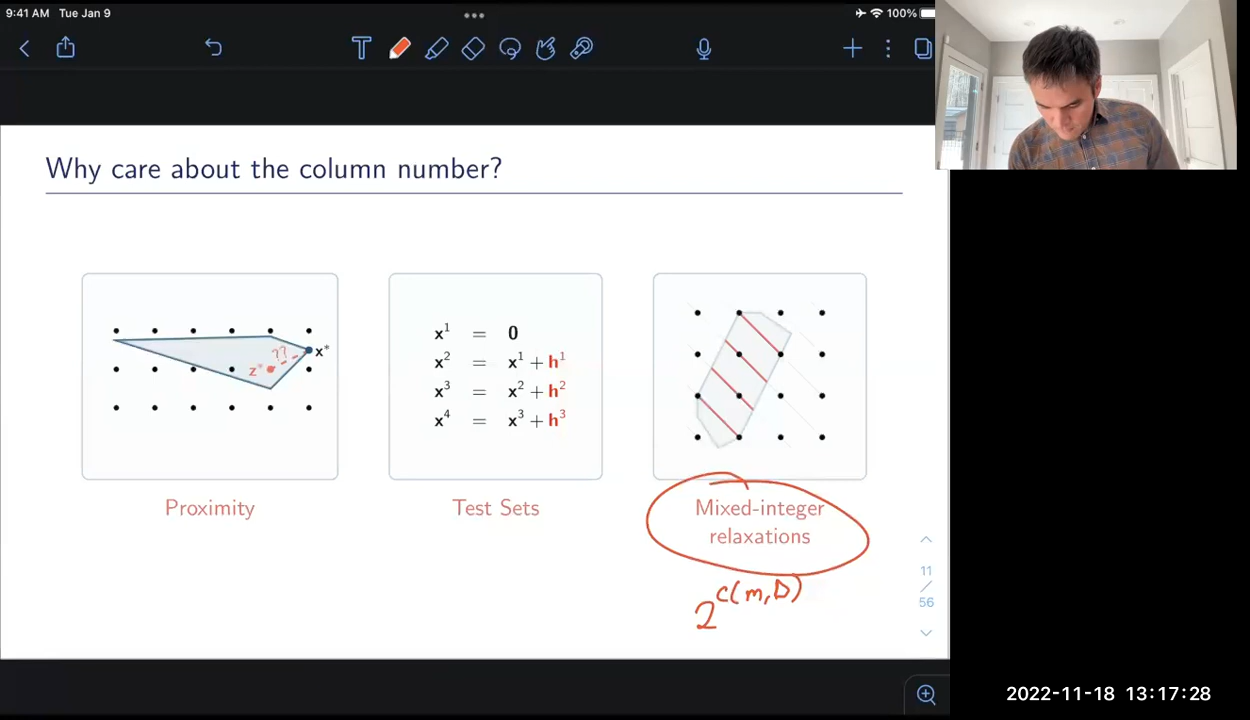 9:41 AM Tue Jan 9
100%
Why care about the column number?
??
x*
z*
x¹ = 0
x² = x¹ + h¹
x³ = x² + h²
x⁴ = x³ + h³
Proximity
Test Sets
Mixed-integer
relaxations
2^c(m,D)
11
/
56
2022-11-18 13:17:28